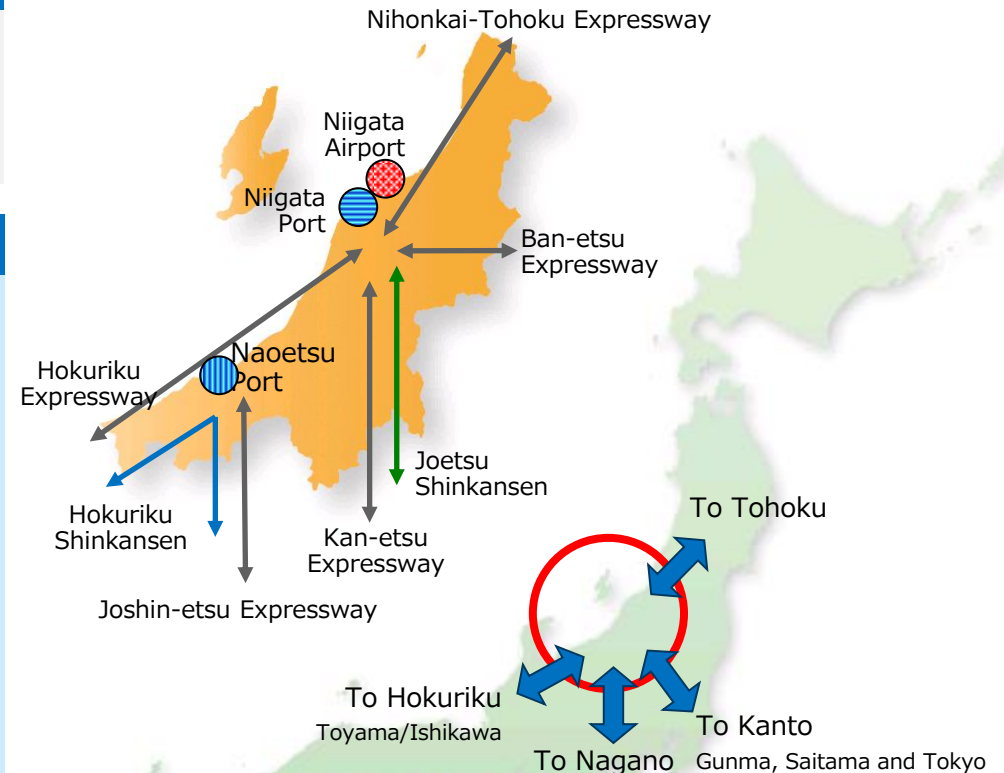 Nihonkai-Tohoku Expressway
Niigata
Airport
Niigata
Port
Ban-etsu
Expressway
Naoetsu
Port
Hokuriku
Expressway
Joetsu
Shinkansen
Hokuriku
Shinkansen
Kan-etsu
Expressway
Joshin-etsu Expressway
To Tohoku
To Hokuriku
Toyama/Ishikawa
To Kanto
To Nagano
Gunma, Saitama and Tokyo